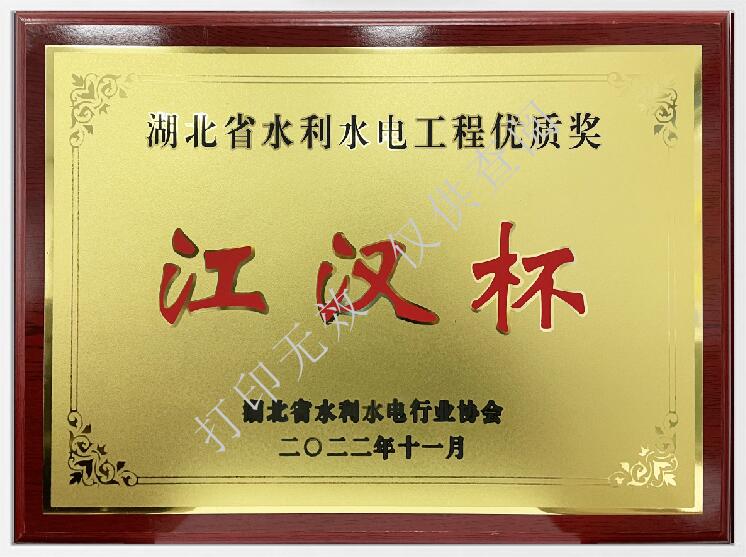 湖北省水利水电工程优质奖
江汉杯
湖北省水利水电行业协会
二〇二二年十一月
打印无效 仅供查阅